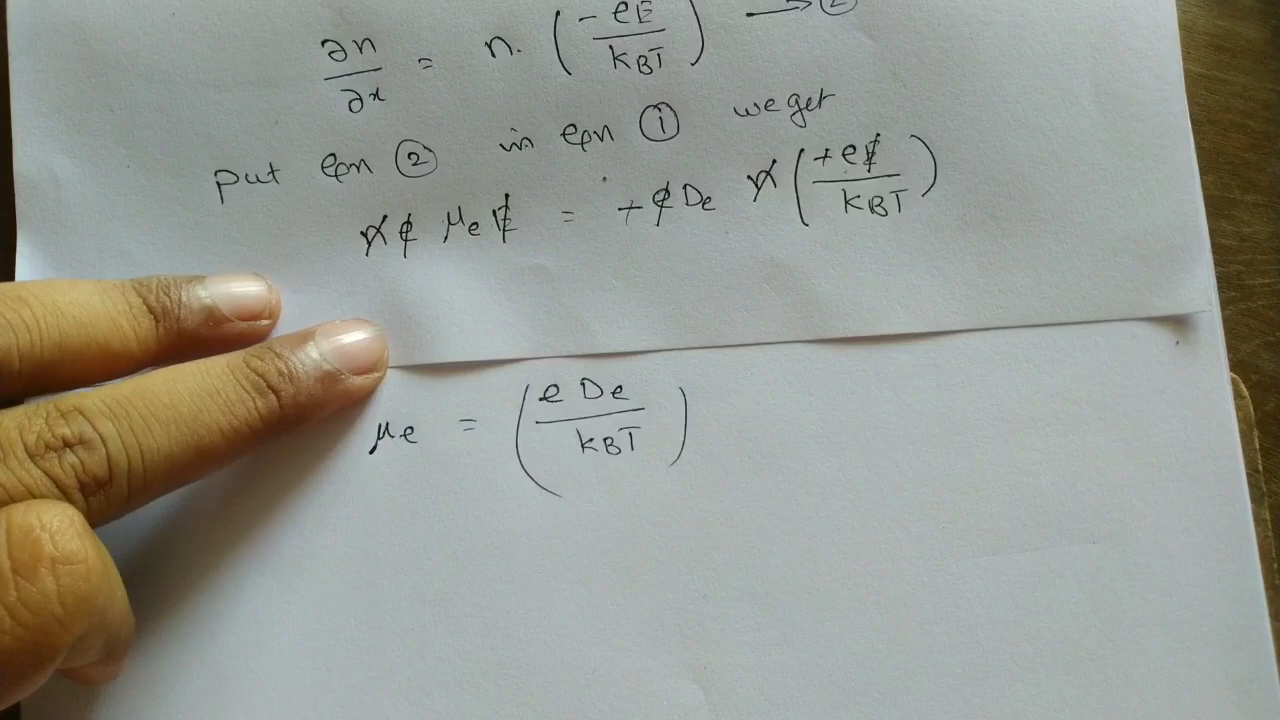 ∂n/∂x = n. (-eE/kBT) → ②
put eqn ② in eqn ① we get
n e μe E = + e De n (+eE/kBT)
μe = (e De/kBT)